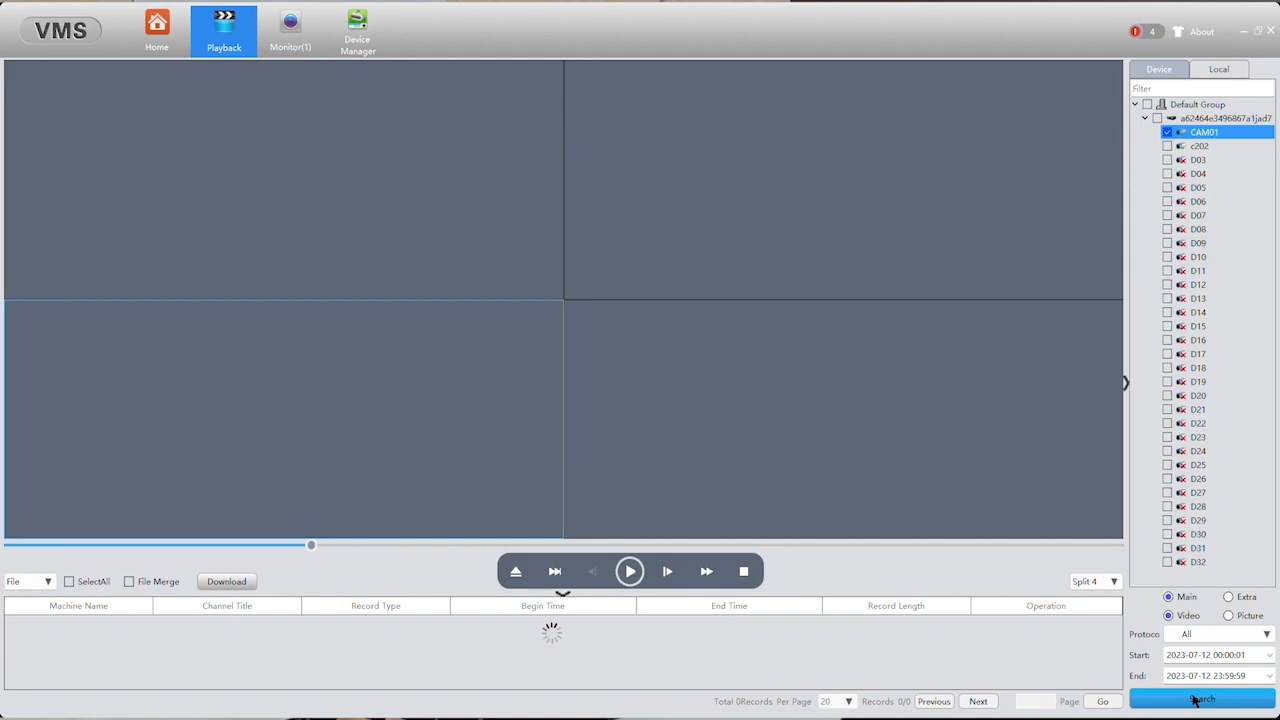 VMS
Home
Playback
Monitor(1)
Device
Manager
4
About
Device
Local
Filter
Default Group
a62464e3496867a1jad7
CAM01
c202
D03
D04
D05
D06
D07
D08
D09
D10
D11
D12
D13
D14
D15
D16
D17
D18
D19
D20
D21
D22
D23
D24
D25
D26
D27
D28
D29
D30
D31
D32
File
SelectAll
File Merge
Download
Split 4
Machine Name
Channel Title
Record Type
Begin Time
End Time
Record Length
Operation
Main
Extra
Video
Picture
Protoco
All
Start:
2023-07-12 00:00:01
End:
2023-07-12 23:59:59
Search
Total 0Records Per Page 20 Records 0/0 Previous Next Page Go